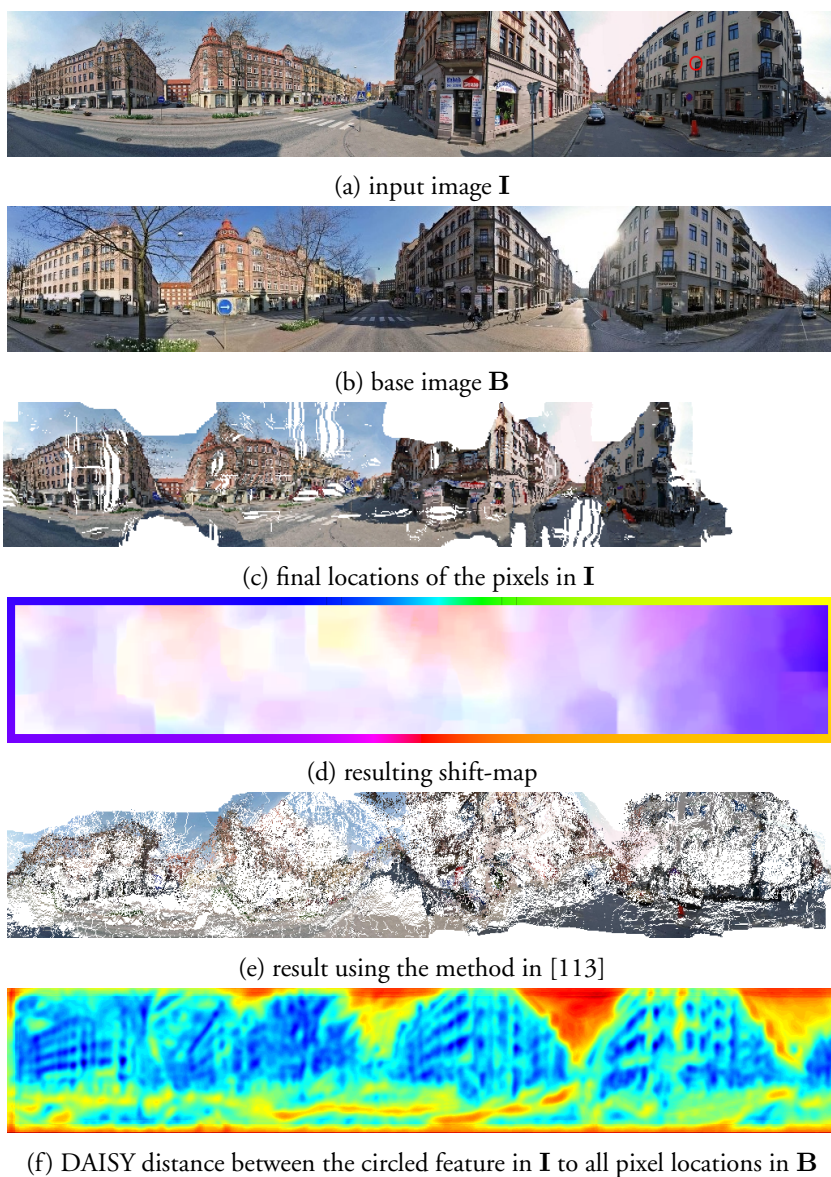 (a) input image I
(b) base image B
(c) final locations of the pixels in I
(d) resulting shift-map
(e) result using the method in [113]
(f) DAISY distance between the circled feature in I to all pixel locations in B